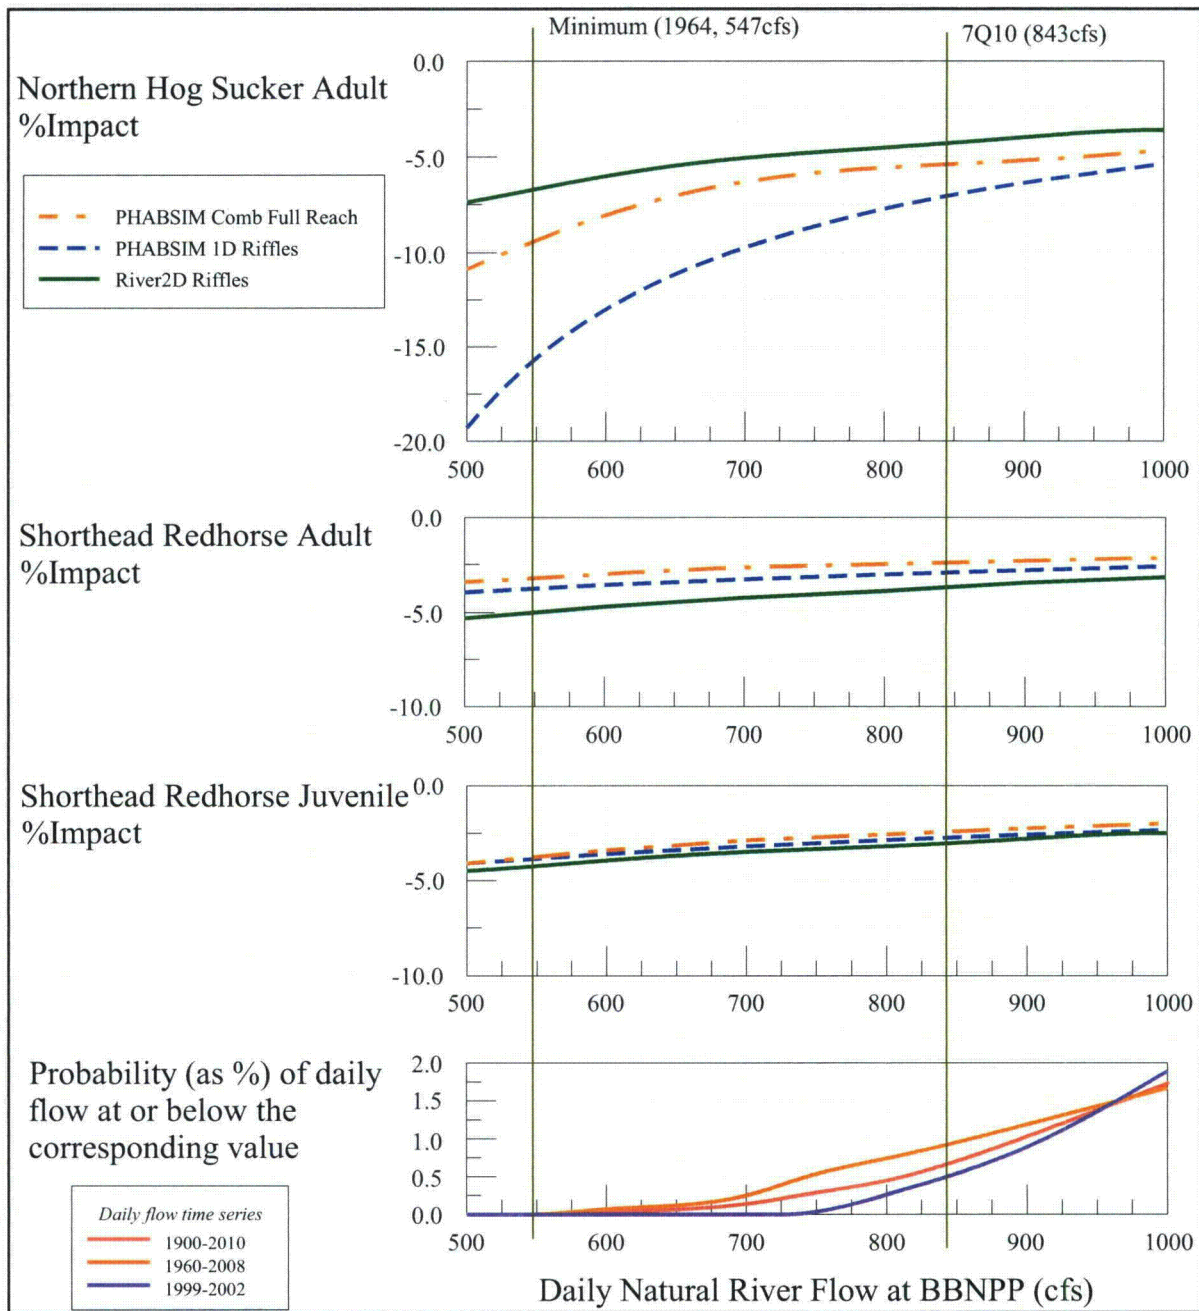 Minimum (1964, 547cfs)
7Q10 (843cfs)
Northern Hog Sucker Adult
%Impact
PHABSIM Comb Full Reach
PHABSIM 1D Riffles
River2D Riffles
0.0
-5.0
-10.0
-15.0
-20.0
500 600 700 800 900 1000
Shorthead Redhorse Adult
%Impact
0.0
-5.0
-10.0
500 600 700 800 900 1000
Shorthead Redhorse Juvenile
%Impact
0.0
-5.0
-10.0
500 600 700 800 900 1000
Probability (as %) of daily
flow at or below the
corresponding value
2.0
1.5
1.0
0.5
0.0
500 600 700 800 900 1000
Daily flow time series
1900-2010
1960-2008
1999-2002
Daily Natural River Flow at BBNPP (cfs)